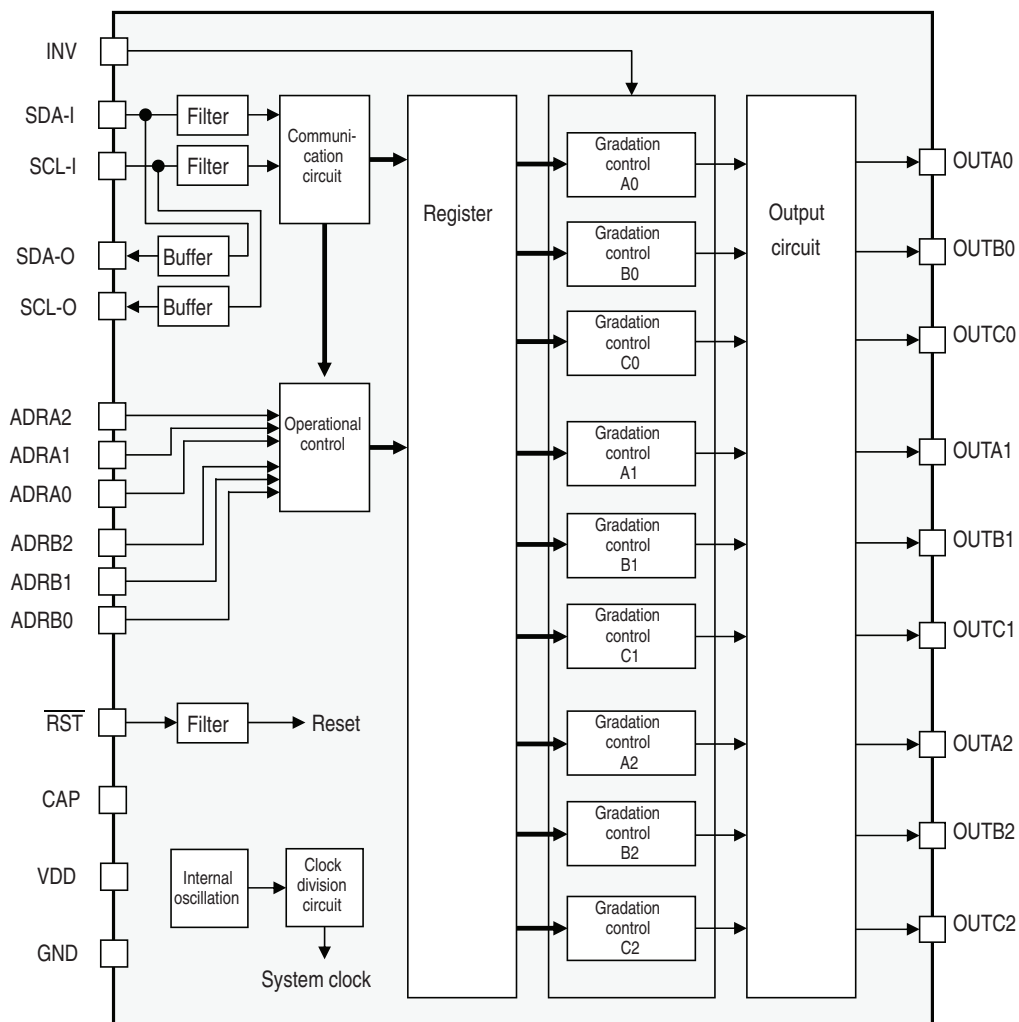 INV
SDA-I
SCL-I
SDA-O
SCL-O
ADRA2
ADRA1
ADRA0
ADRB2
ADRB1
ADRB0
RST
CAP
VDD
GND
Filter
Filter
Buffer
Buffer
Communi-
cation
circuit
Operational
control
Filter
Reset
Internal
oscillation
Clock
division
circuit
System clock
Register
Gradation
control
A0
Gradation
control
B0
Gradation
control
C0
Gradation
control
A1
Gradation
control
B1
Gradation
control
C1
Gradation
control
A2
Gradation
control
B2
Gradation
control
C2
Output
circuit
OUTA0
OUTB0
OUTC0
OUTA1
OUTB1
OUTC1
OUTA2
OUTB2
OUTC2